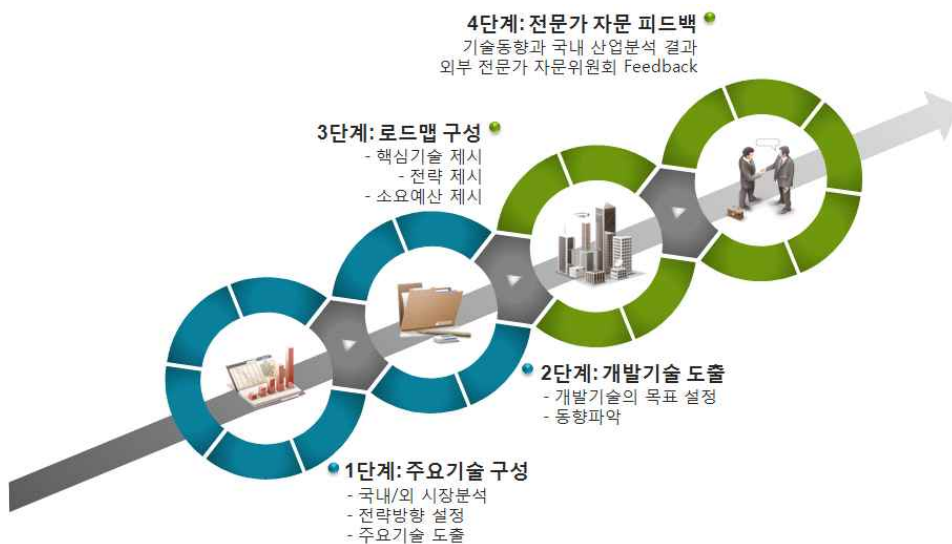 4단계: 전문가 자문 피드백
기술동향과 국내 산업분석 결과
외부 전문가 자문위원회 Feedback
3단계: 로드맵 구성
- 핵심기술 제시
- 전략 제시
- 소요예산 제시
2단계: 개발기술 도출
- 개발기술의 목표 설정
- 동향파악
1단계: 주요기술 구성
- 국내/외 시장분석
- 전략방향 설정
- 주요기술 도출